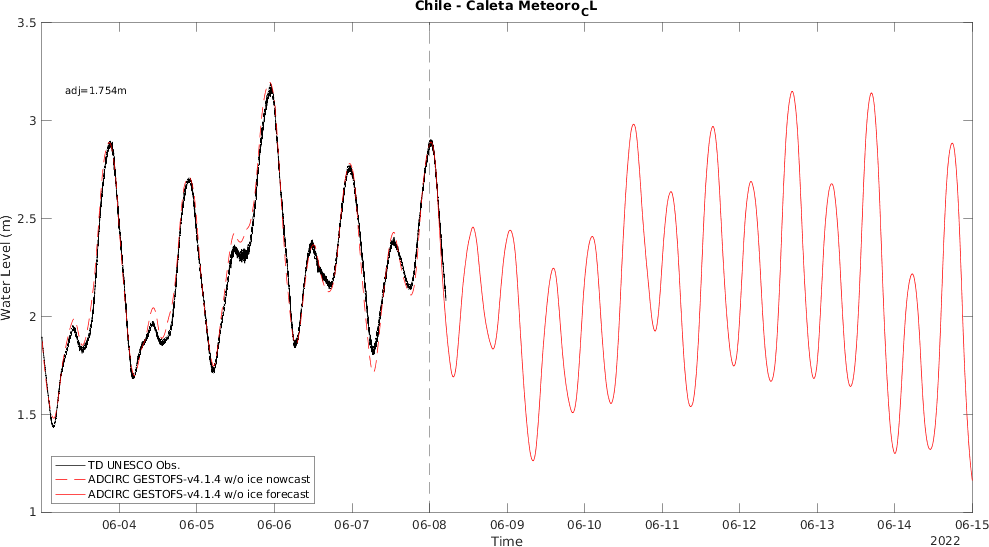 Chile - Caleta Meteoro_CL
3.5
adj=1.754m
3
2.5
Water Level (m)
2
1.5
TD UNESCO Obs.
ADCIRC GESTOFS-v4.1.4 w/o ice nowcast
ADCIRC GESTOFS-v4.1.4 w/o ice forecast
1
06-04 06-05 06-06 06-07 06-08 06-09 06-10 06-11 06-12 06-13 06-14 06-15
Time
2022